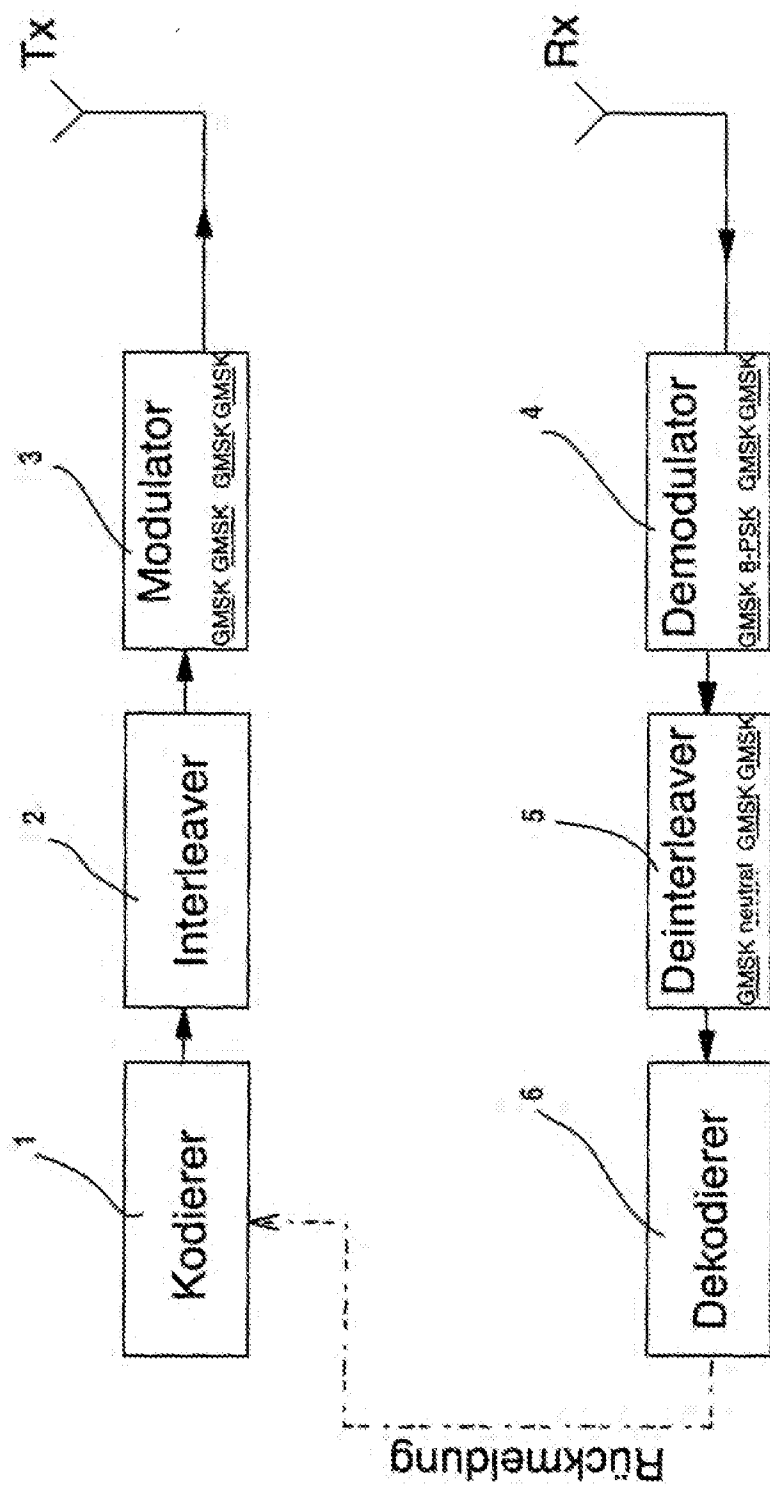 1
2
3
Kodierer
Interleaver
Modulator
GMSK GMSK GMSK GMSK
Tx
Rückmeldung
6
5
4
Dekodierer
Deinterleaver
GMSK neutral GMSK GMSK
Demodulator
GMSK 8-PSK GMSK GMSK
Rx